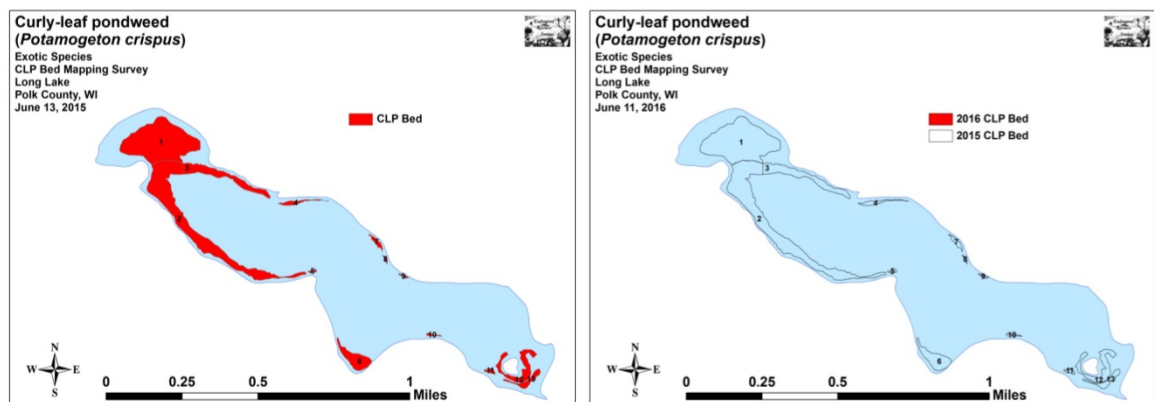 Curly-leaf pondweed
(Potamogeton crispus)
Exotic Species
CLP Bed Mapping Survey
Long Lake
Polk County, WI
June 13, 2015
CLP Bed
1
3
2
4
7
8
5
9
10
6
11
12 13
N
W E
S
0 0.25 0.5 1
Miles
Curly-leaf pondweed
(Potamogeton crispus)
Exotic Species
CLP Bed Mapping Survey
Long Lake
Polk County, WI
June 11, 2016
2016 CLP Bed
2015 CLP Bed
1
3
2
4
7
8
5
9
10
6
11
12 13
N
W E
S
0 0.25 0.5 1
Miles